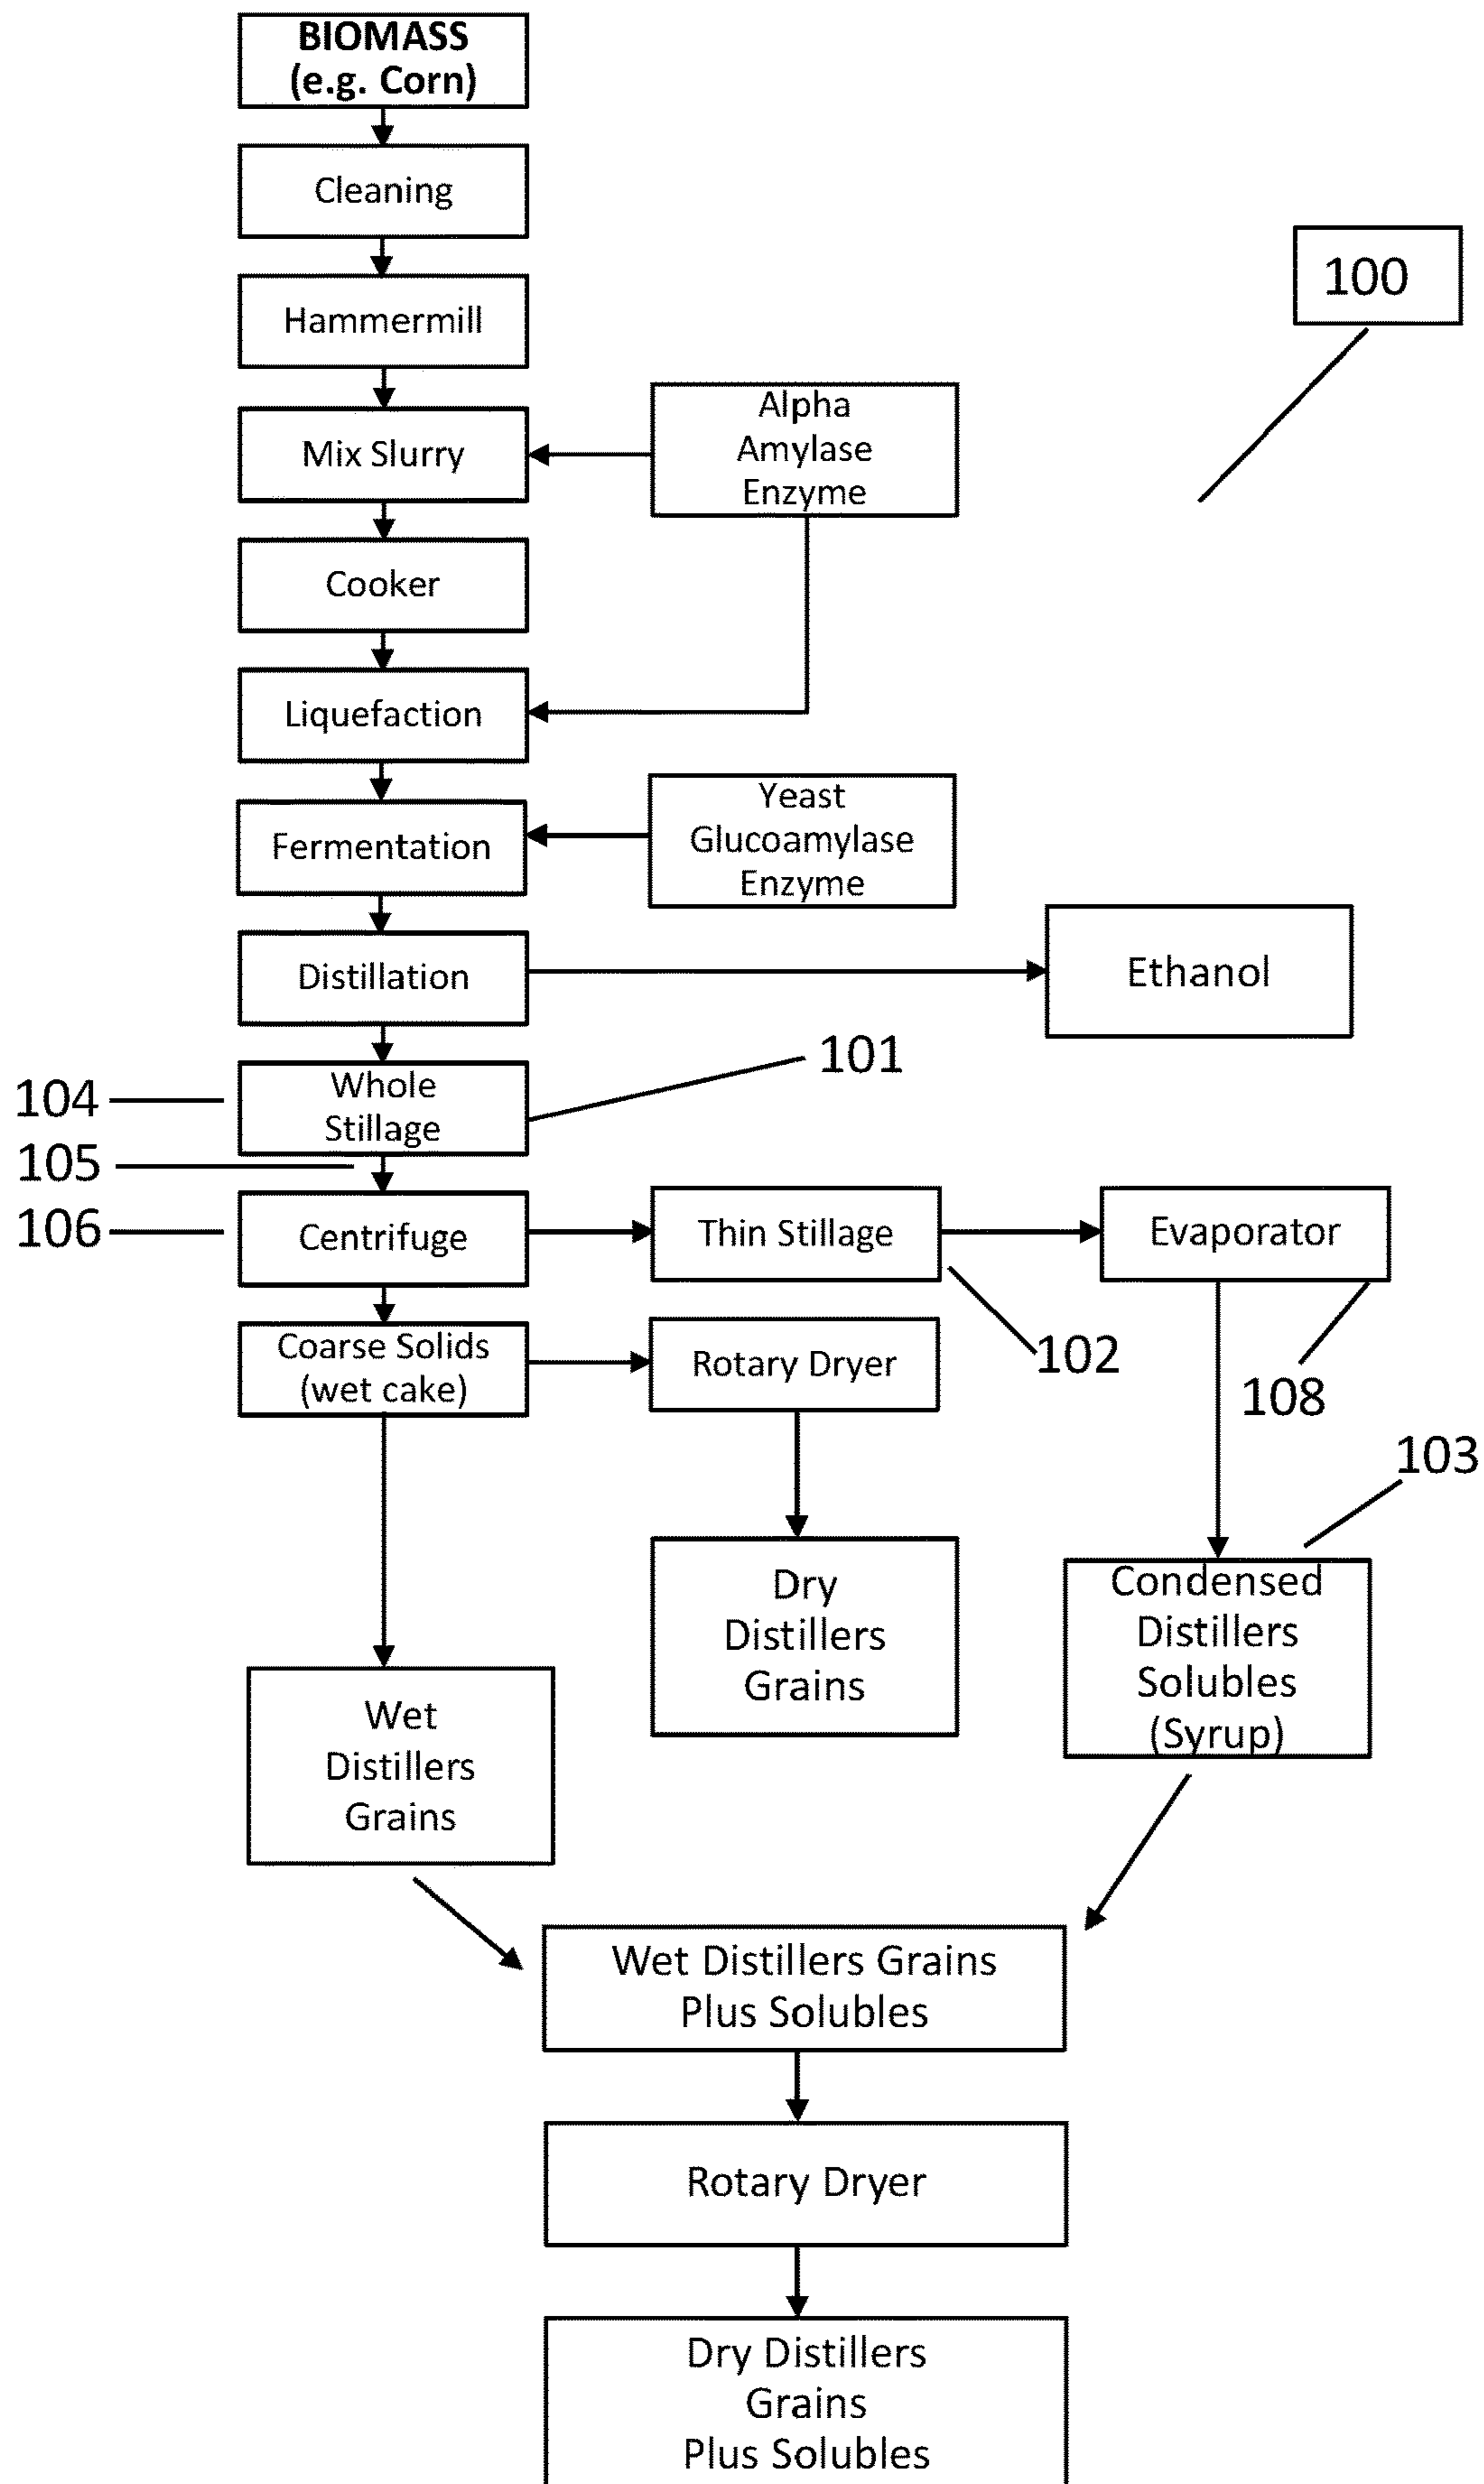 BIOMASS
(e.g. Corn)
Cleaning
100
Hammermill
Alpha
Amylase
Enzyme
Mix Slurry
Cooker
Liquefaction
Yeast
Glucoamylase
Enzyme
Fermentation
Distillation
Ethanol
101
104
Whole
Stillage
105
106
Centrifuge
Thin Stillage
Evaporator
Coarse Solids
(wet cake)
Rotary Dryer
102
108
103
Dry
Distillers
Grains
Condensed
Distillers
Solubles
(Syrup)
Wet
Distillers
Grains
Wet Distillers Grains
Plus Solubles
Rotary Dryer
Dry Distillers
Grains
Plus Solubles